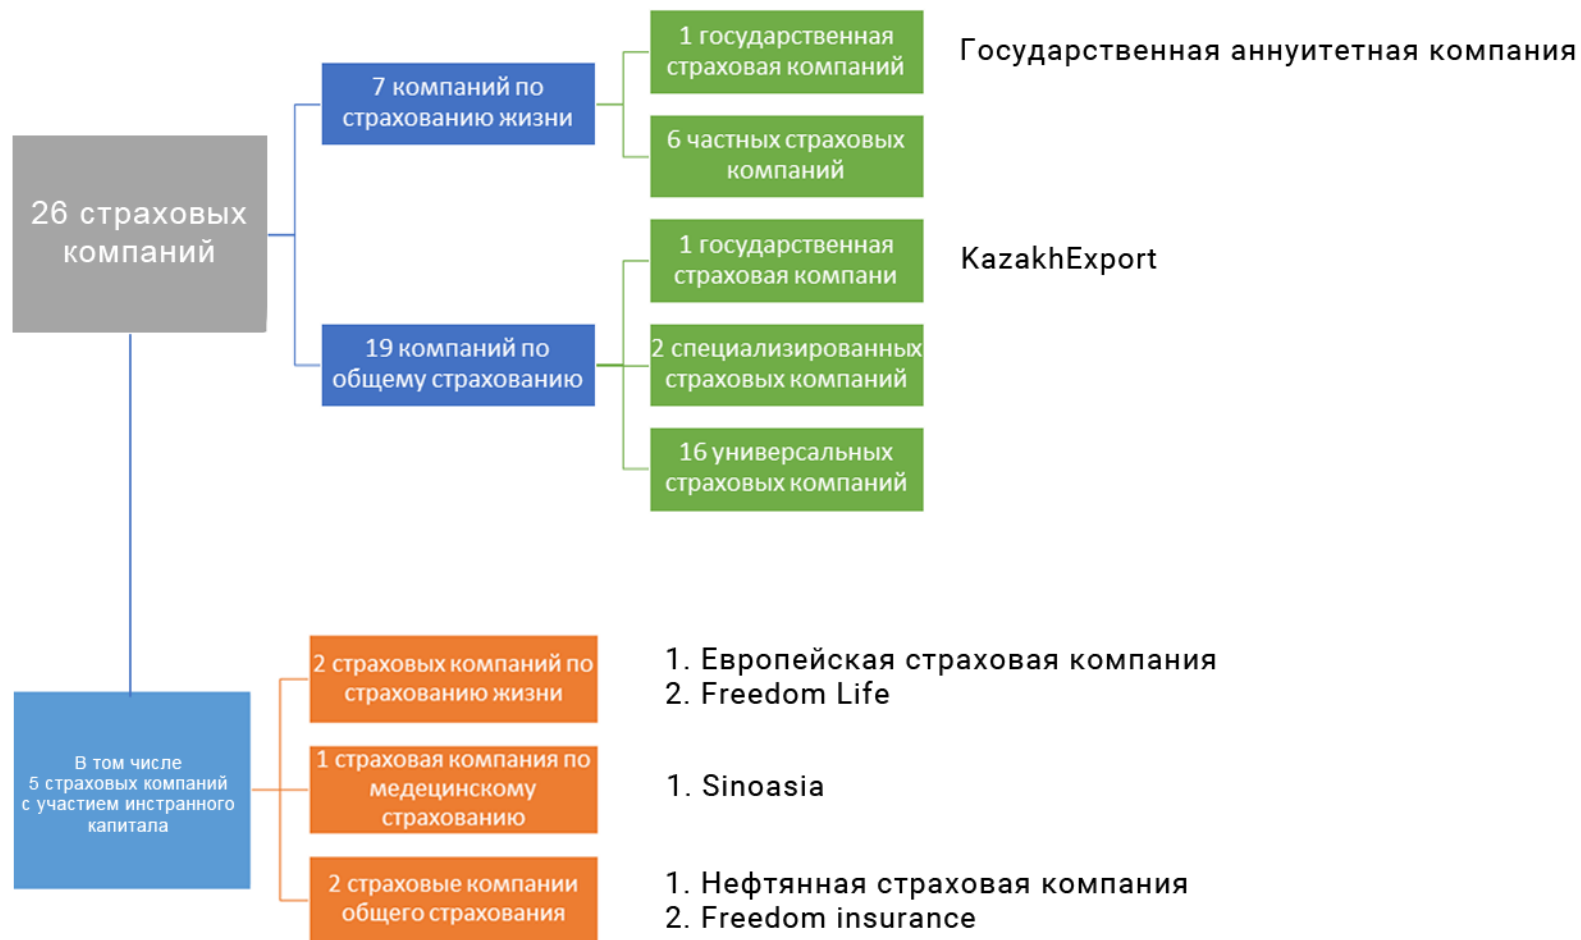 26 страховых
компаний
7 компаний по
страхованию жизни
1 государственная
страховая компаний
Государственная аннуитетная компания
6 частных страховых
компаний
19 компаний по
общему страхованию
1 государственная
страховая компани
KazakhExport
2 специализированных
страховых компаний
16 универсальных
страховых компаний
В том числе
5 страховых компаний
с участием инстранного
капитала
2 страховых компаний по
страхованию жизни
1. Европейская страховая компания
2. Freedom Life
1 страховая компания по
медецинскому
страхованию
1. Sinoasia
2 страховые компании
общего страхования
1. Нефтянная страховая компания
2. Freedom insurance